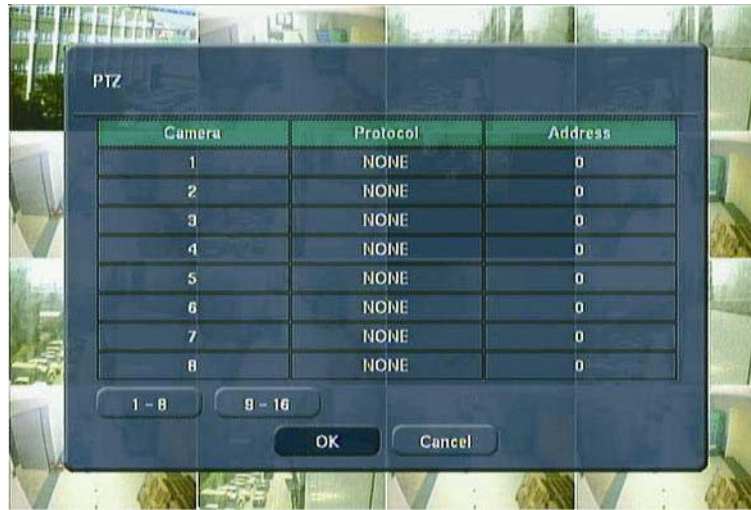 PTZ
Camera Protocol Address
1 NONE 0
2 NONE 0
3 NONE 0
4 NONE 0
5 NONE 0
6 NONE 0
7 NONE 0
8 NONE 0
1 – 8 9 – 16
OK Cancel